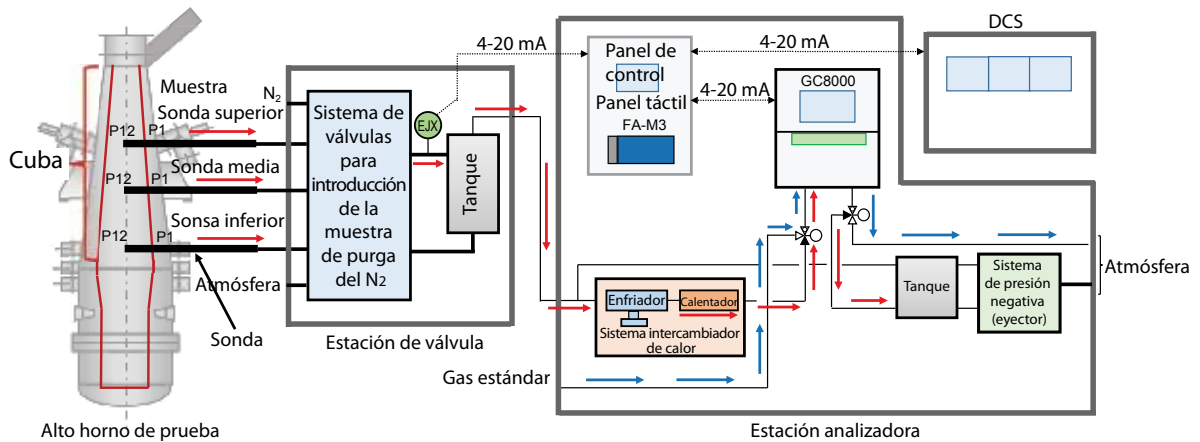 Muestra
Sonda superior
P12 P1
Cuba
Sonda media
P12 P1
Sonsa inferior
P12 P1
Sonda
Alto horno de prueba
N2
Atmósfera
Sistema de
válvulas
para
introducción
de la
muestra
de purga
del N2
EJX
Tanque
Estación de válvula
4-20 mA
Panel de
control
Panel táctil
FA-M3
4-20 mA
4-20 mA
DCS
GC8000
Enfriador
Calentador
Sistema intercambiador
de calor
Gas estándar
Tanque
Sistema
de presión
negativa
(eyector)
Atmósfera
Estación analizadora